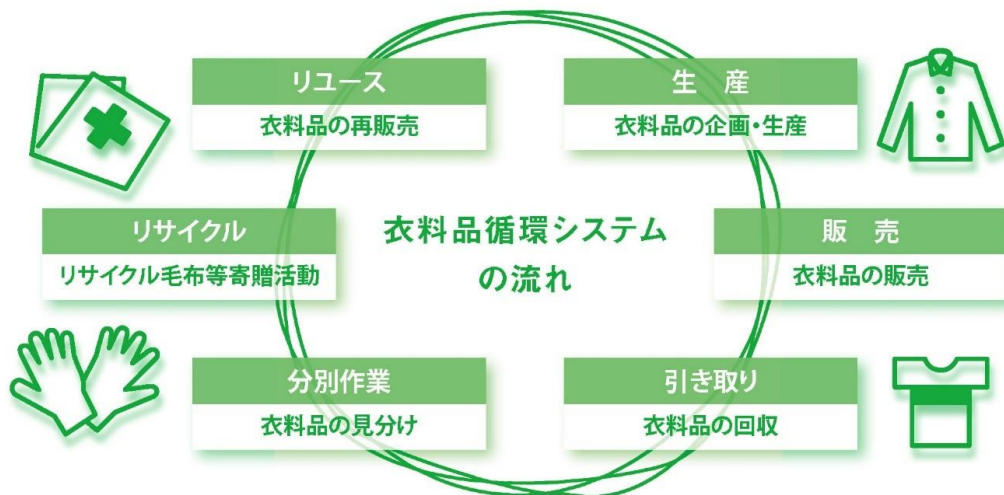 衣料品循環システム
の流れ
生 産
衣料品の企画・生産
販 売
衣料品の販売
引き取り
衣料品の回収
分別作業
衣料品の見分け
リサイクル
リサイクル毛布等寄贈活動
リユース
衣料品の再販売